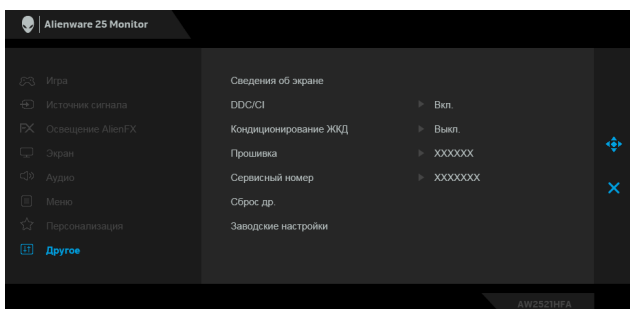 Alienware 25 Monitor
Игра
Источник сигнала
FX Освещение AlienFX
Экран
Аудио
Меню
Персонализация
Другое
Сведения об экране
DDC/CI Вкл.
Кондиционирование ЖКД Выкл.
Прошивка XXXXXX
Сервисный номер XXXXXXX
Сброс др.
Заводские настройки
AW2521HFA